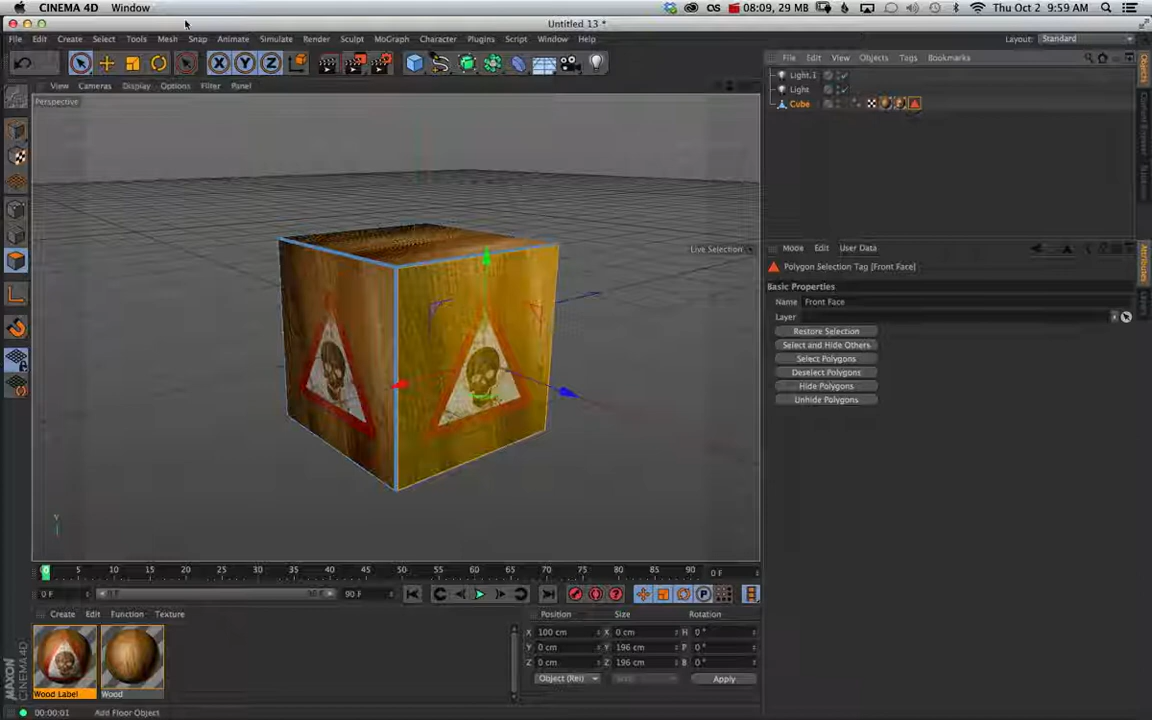 CINEMA 4D Window
08:09, 29 MB
Thu Oct 2 9:59 AM
Untitled 13 *
File Edit Create Select Tools Mesh Snap Animate Simulate Render Sculpt MoGraph Character Plugins Script Window Help
Layout: Standard
X Y Z
File Edit View Objects Tags Bookmarks
View Cameras Display Options Filter Panel
Perspective
Light.1
Light
Cube
Objects
Content Browser
Live Selection
Mode Edit User Data
Attributes
Layers
Polygon Selection Tag [Front Face]
Basic Properties
Name Front Face
Layer
Restore Selection
Select and Hide Others
Select Polygons
Deselect Polygons
Hide Polygons
Unhide Polygons
Y
0 5 10 15 20 25 30 35 40 45 50 55 60 65 70 75 80 85 90 0 F
0 F 90 F
Create Edit Function Texture
Position Size Rotation
X 100 cm X 0 cm H 0 °
Y 0 cm Y 196 cm P 0 °
Z 0 cm Z 196 cm B 0 °
Object (Rel) Apply
Wood Label Wood
MAXON CINEMA 4D
00:00:01 Add Floor Object